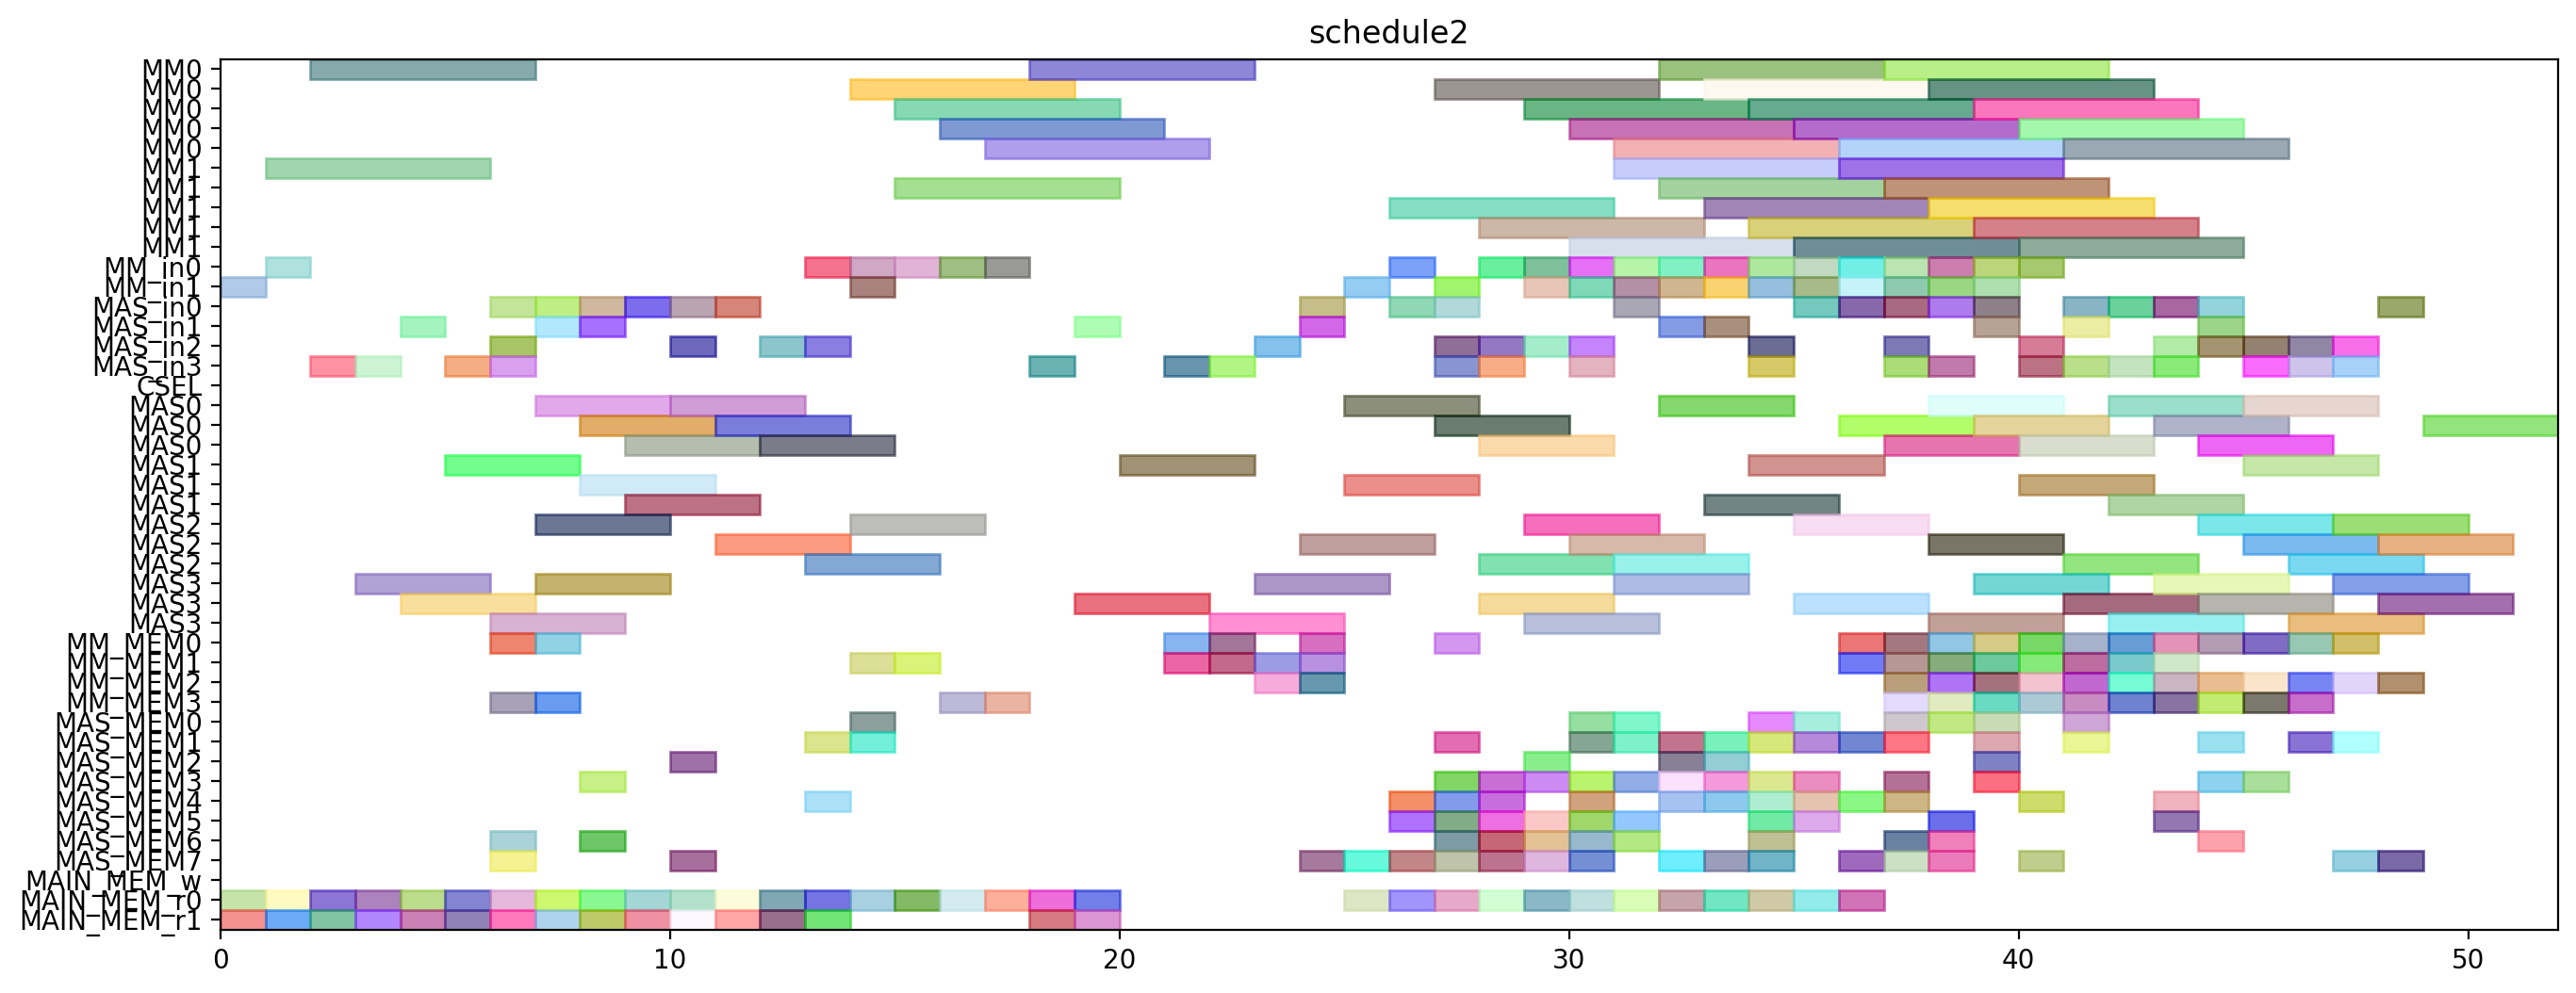 schedule2
MM0
MM0
MM0
MM0
MM0
MM1
MM1
MM1
MM1
MM1
MM_in0
MM_in1
MAS_in0
MAS_in1
MAS_in2
MAS_in3
CSEL
MAS0
MAS0
MAS0
MAS1
MAS1
MAS1
MAS2
MAS2
MAS2
MAS3
MAS3
MAS3
MM_MEM0
MM_MEM1
MM_MEM2
MM_MEM3
MAS_MEM0
MAS_MEM1
MAS_MEM2
MAS_MEM3
MAS_MEM4
MAS_MEM5
MAS_MEM6
MAS_MEM7
MAIN_MEM_w
MAIN_MEM_r0
MAIN_MEM_r1
0 10 20 30 40 50